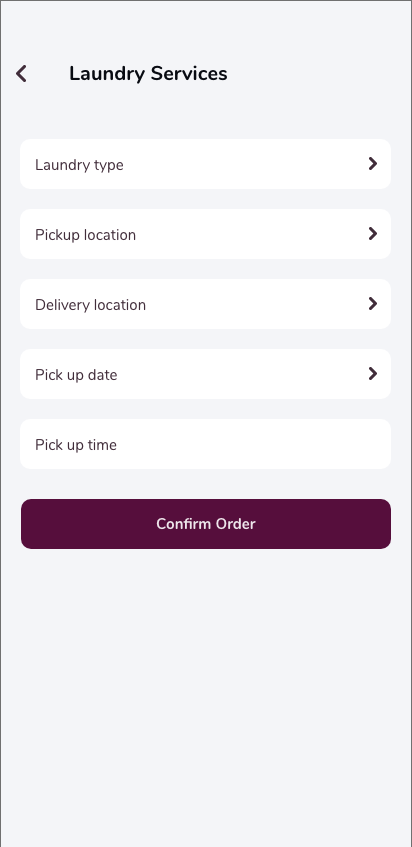 Laundry Services
Laundry type
Pickup location
Delivery location
Pick up date
Pick up time
Confirm Order